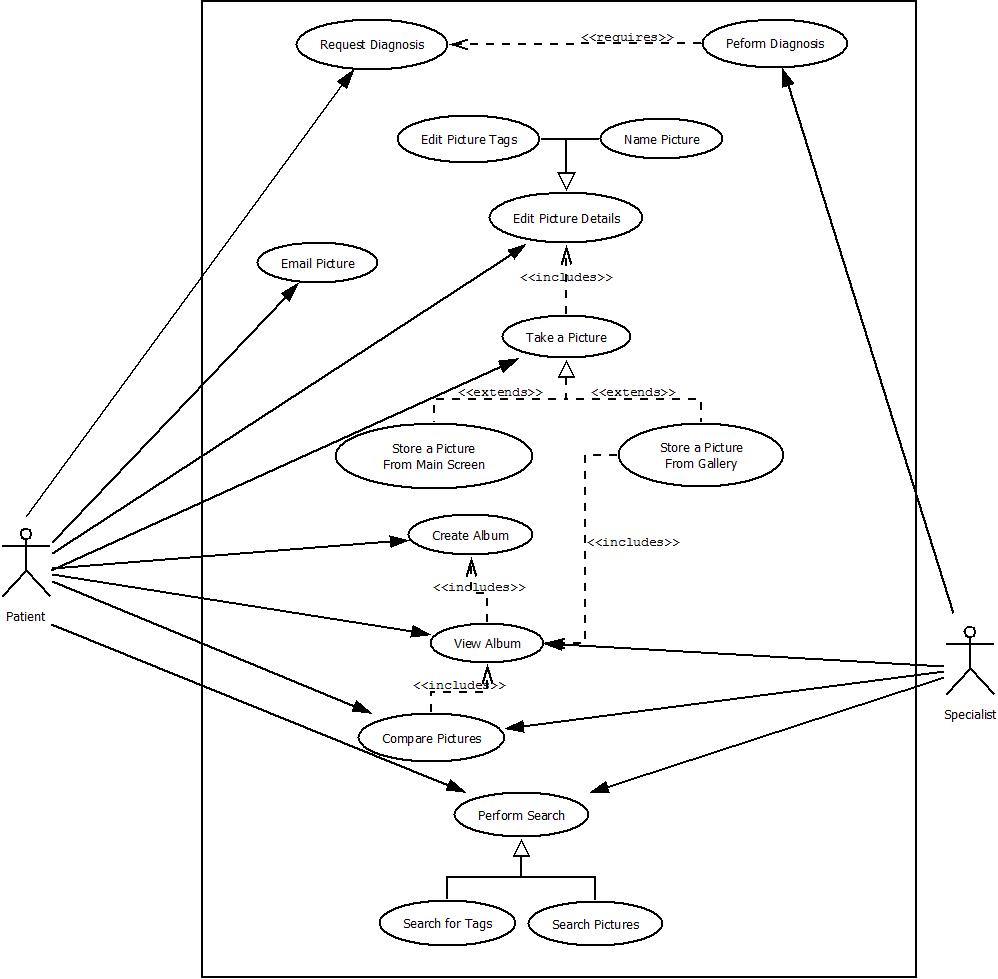 Request Diagnosis
<<requires>>
Peform Diagnosis
Edit Picture Tags
Name Picture
Edit Picture Details
Email Picture
<<includes>>
Take a Picture
<<extends>>
<<extends>>
Store a Picture
From Main Screen
Store a Picture
From Gallery
Create Album
<<includes>>
<<includes>>
Patient
View Album
<<includes>>
Specialist
Compare Pictures
Perform Search
Search for Tags
Search Pictures